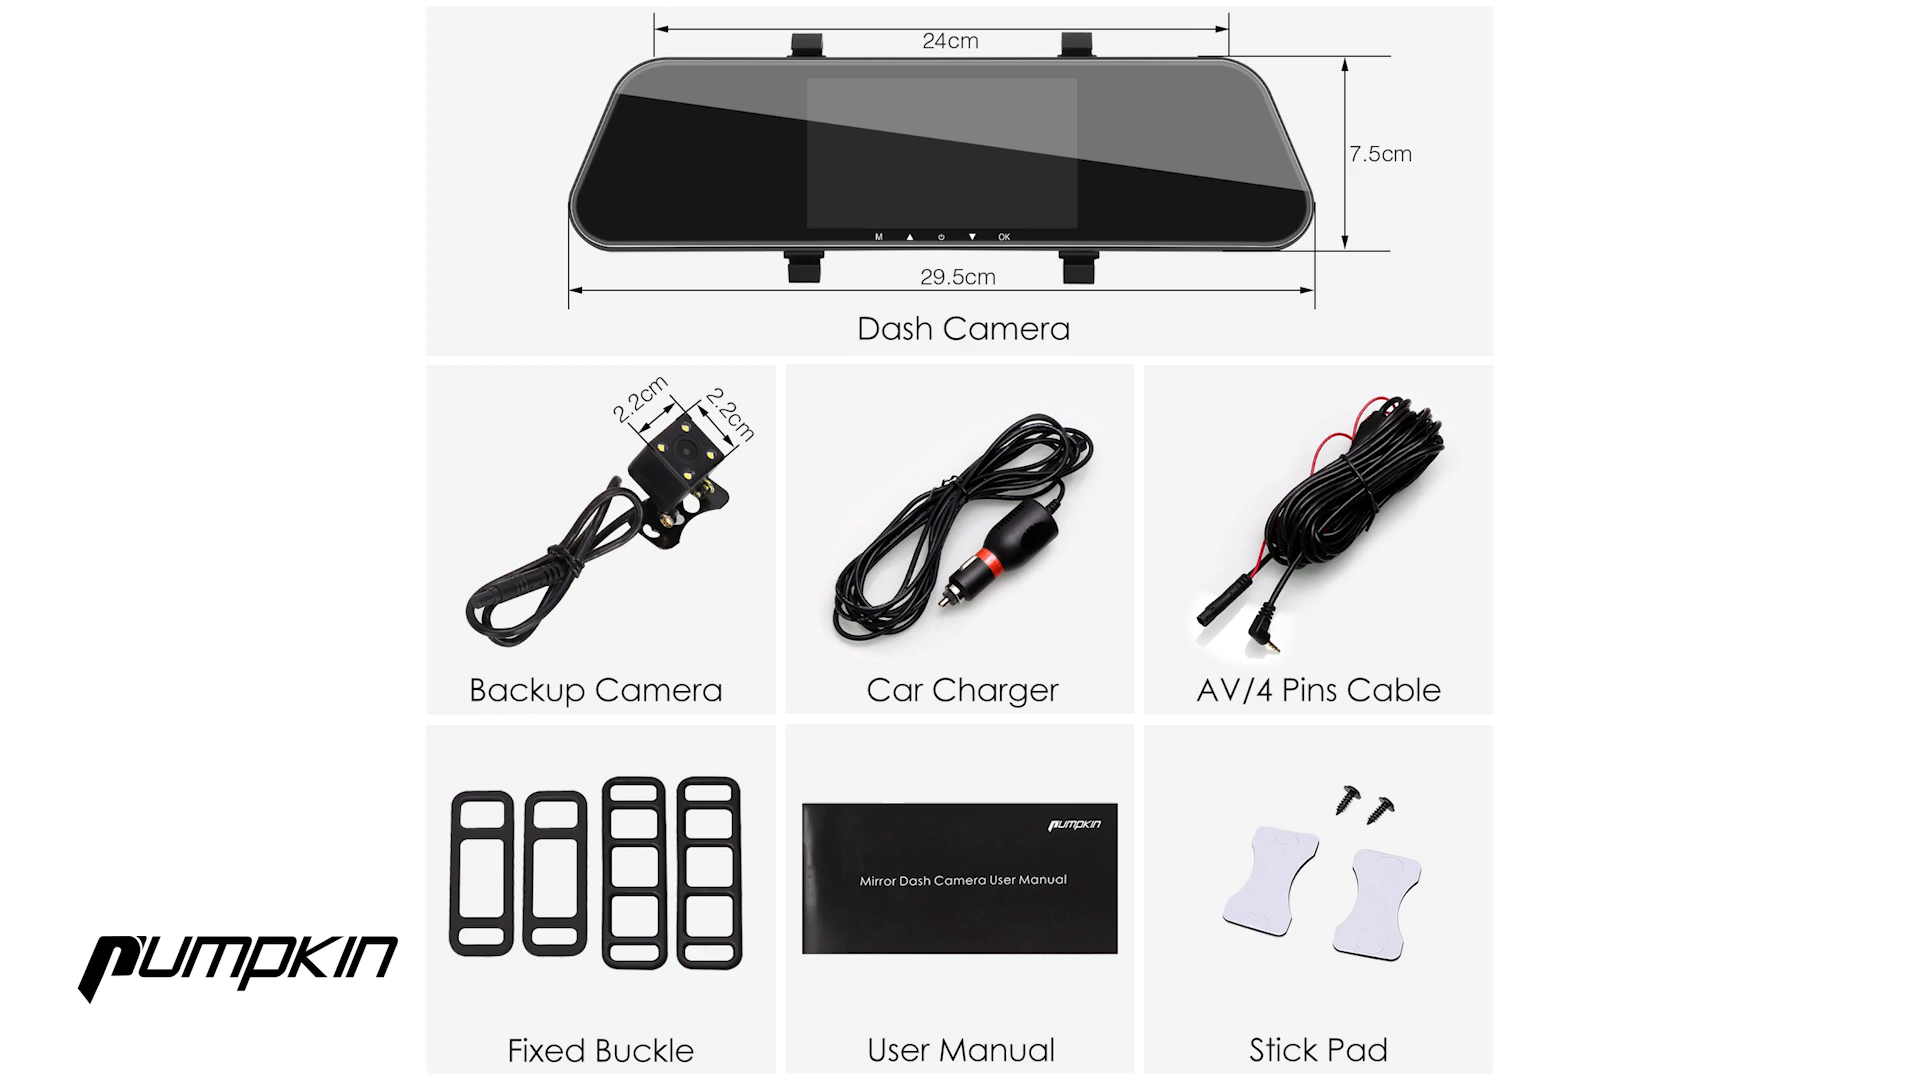 24cm
7.5cm
M OK
29.5cm
Dash Camera
2.2cm
2.2cm
Backup Camera
Car Charger
AV/4 Pins Cable
PUMPKIN
Mirror Dash Camera User Manual
PUMPKIN
Fixed Buckle
User Manual
Stick Pad